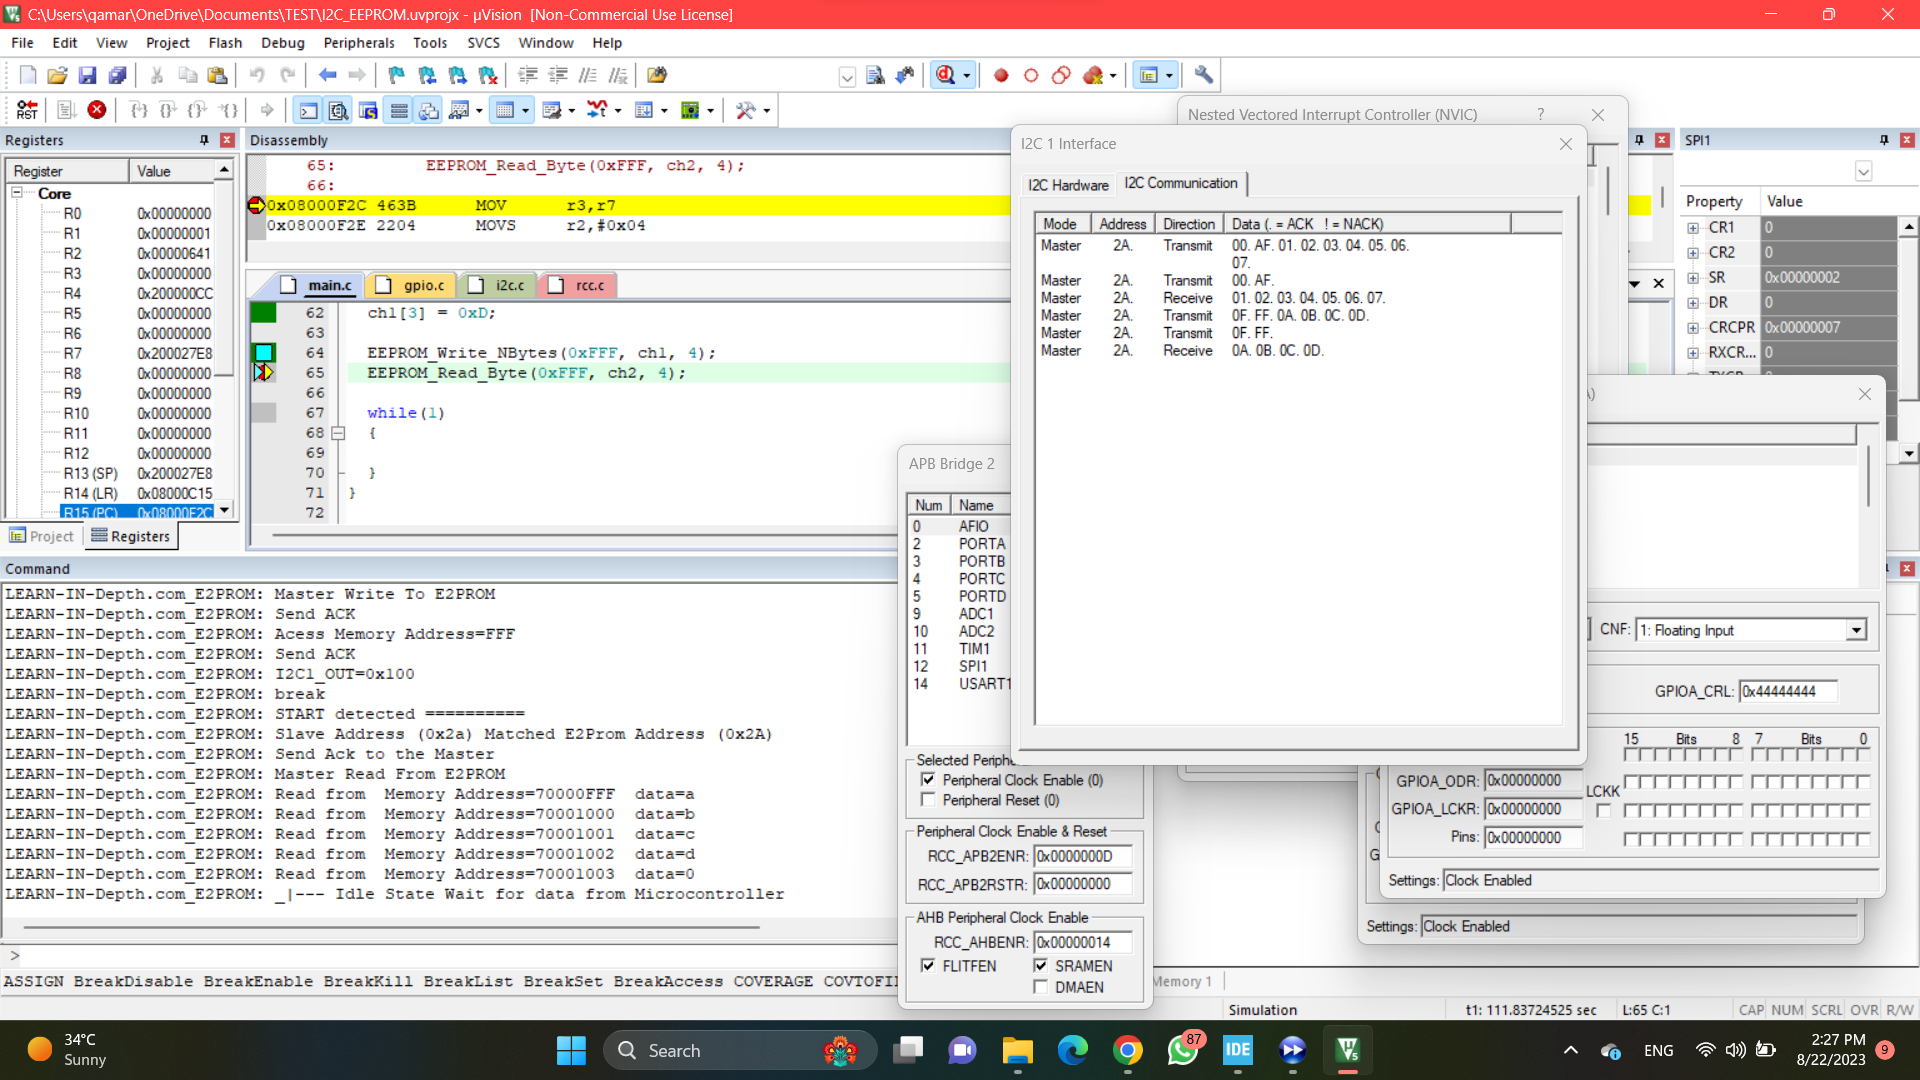 C:\Users\qamar\OneDrive\Documents\TEST\I2C_EEPROM.uvprojx - µVision [Non-Commercial Use License]
File Edit View Project Flash Debug Peripherals Tools SVCS Window Help
RST
Registers
Register Value
Core
R0 0x00000000
R1 0x00000001
R2 0x00000641
R3 0x00000000
R4 0x200000CC
R5 0x00000000
R6 0x00000000
R7 0x200027E8
R8 0x00000000
R9 0x00000000
R10 0x00000000
R11 0x00000000
R12 0x00000000
R13 (SP) 0x200027E8
R14 (LR) 0x08000C15
R15 (PC) 0x08000F2C
Project Registers
Disassembly
65: EEPROM_Read_Byte(0xFFF, ch2, 4);
66:
0x08000F2C 463B MOV r3,r7
0x08000F2E 2204 MOVS r2,#0x04
main.c gpio.c i2c.c rcc.c
62 ch1[3] = 0xD;
63
64 EEPROM_Write_NBytes(0xFFF, ch1, 4);
65 EEPROM_Read_Byte(0xFFF, ch2, 4);
66
67 while(1)
68 {
69
70 }
71 }
72
Nested Vectored Interrupt Controller (NVIC) ?
I2C 1 Interface
I2C Hardware I2C Communication
Mode Address Direction Data (. = ACK ! = NACK)
Master 2A. Transmit 00. AF. 01. 02. 03. 04. 05. 06.
07.
Master 2A. Transmit 00. AF.
Master 2A. Receive 01. 02. 03. 04. 05. 06. 07.
Master 2A. Transmit 0F. FF. 0A. 0B. 0C. 0D.
Master 2A. Transmit 0F. FF.
Master 2A. Receive 0A. 0B. 0C. 0D.
SPI1
Property Value
CR1 0
CR2 0
SR 0x00000002
DR 0
CRCPR 0x00000007
RXCR... 0
APB Bridge 2
Num Name
0 AFIO
2 PORTA
3 PORTB
4 PORTC
5 PORTD
9 ADC1
10 ADC2
11 TIM1
12 SPI1
14 USART1
Selected Periphe
Peripheral Clock Enable (0)
Peripheral Reset (0)
Peripheral Clock Enable & Reset
RCC_APB2ENR: 0x0000000D
RCC_APB2RSTR: 0x00000000
AHB Peripheral Clock Enable
RCC_AHBENR: 0x00000014
FLITFEN SRAMEN
DMAEN
CNF: 1: Floating Input
GPIOA_CRL: 0x44444444
15 Bits 8 7 Bits 0
GPIOA_ODR: 0x00000000
LCKK
GPIOA_LCKR: 0x00000000
Pins: 0x00000000
Settings: Clock Enabled
Settings: Clock Enabled
Command
LEARN-IN-Depth.com_E2PROM: Master Write To E2PROM
LEARN-IN-Depth.com_E2PROM: Send ACK
LEARN-IN-Depth.com_E2PROM: Acess Memory Address=FFF
LEARN-IN-Depth.com_E2PROM: Send ACK
LEARN-IN-Depth.com_E2PROM: I2C1_OUT=0x100
LEARN-IN-Depth.com_E2PROM: break
LEARN-IN-Depth.com_E2PROM: START detected ==========
LEARN-IN-Depth.com_E2PROM: Slave Address (0x2a) Matched E2Prom Address (0x2A)
LEARN-IN-Depth.com_E2PROM: Send Ack to the Master
LEARN-IN-Depth.com_E2PROM: Master Read From E2PROM
LEARN-IN-Depth.com_E2PROM: Read from Memory Address=70000FFF data=a
LEARN-IN-Depth.com_E2PROM: Read from Memory Address=70001000 data=b
LEARN-IN-Depth.com_E2PROM: Read from Memory Address=70001001 data=c
LEARN-IN-Depth.com_E2PROM: Read from Memory Address=70001002 data=d
LEARN-IN-Depth.com_E2PROM: Read from Memory Address=70001003 data=0
LEARN-IN-Depth.com_E2PROM: _|--- Idle State Wait for data from Microcontroller
>
ASSIGN BreakDisable BreakEnable BreakKill BreakList BreakSet BreakAccess COVERAGE COVTOFI
Memory 1
Simulation t1: 111.83724525 sec L:65 C:1 CAP NUM SCRL OVR R/W
34°C
Sunny
Search
87
IDE
ENG
2:27 PM
8/22/2023
9